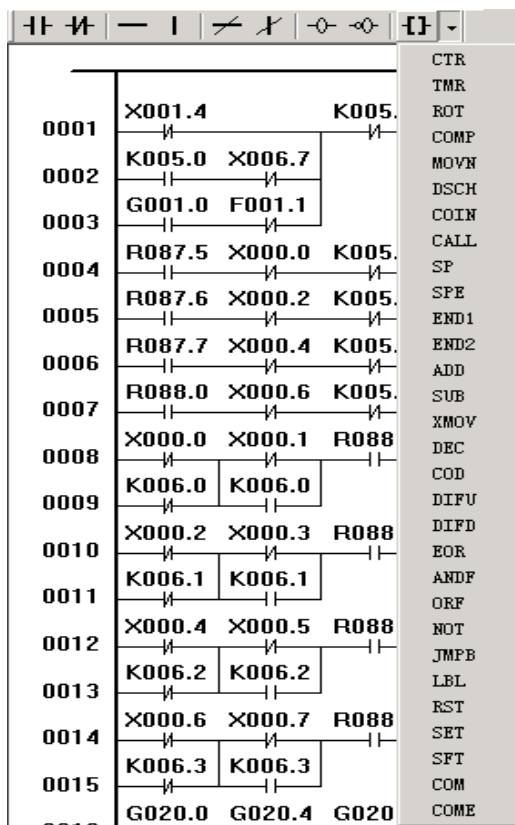 CTR
TMR
X001.4 K005. ROT
0001
COMP
K005.0 X006.7 MOVN
0002
DSCH
G001.0 F001.1 COIN
0003
CALL
R087.5 X000.0 K005. SP
0004
R087.6 X000.2 K005. SPE
0005 END1
R087.7 X000.4 K005. END2
0006 ADD
R088.0 X000.6 K005. SUB
0007
XMOV
X000.0 X000.1 R088 DEC
0008
K006.0 K006.0 COD
0009 DIFU
X000.2 X000.3 R088 DIFD
0010 EOR
K006.1 K006.1 ANDF
0011 ORF
X000.4 X000.5 R088 NOT
0012
JMPB
K006.2 K006.2 LBL
0013
RST
X000.6 X000.7 R088 SET
0014
K006.3 K006.3 SFT
0015 COM
G020.0 G020.4 G020 COME